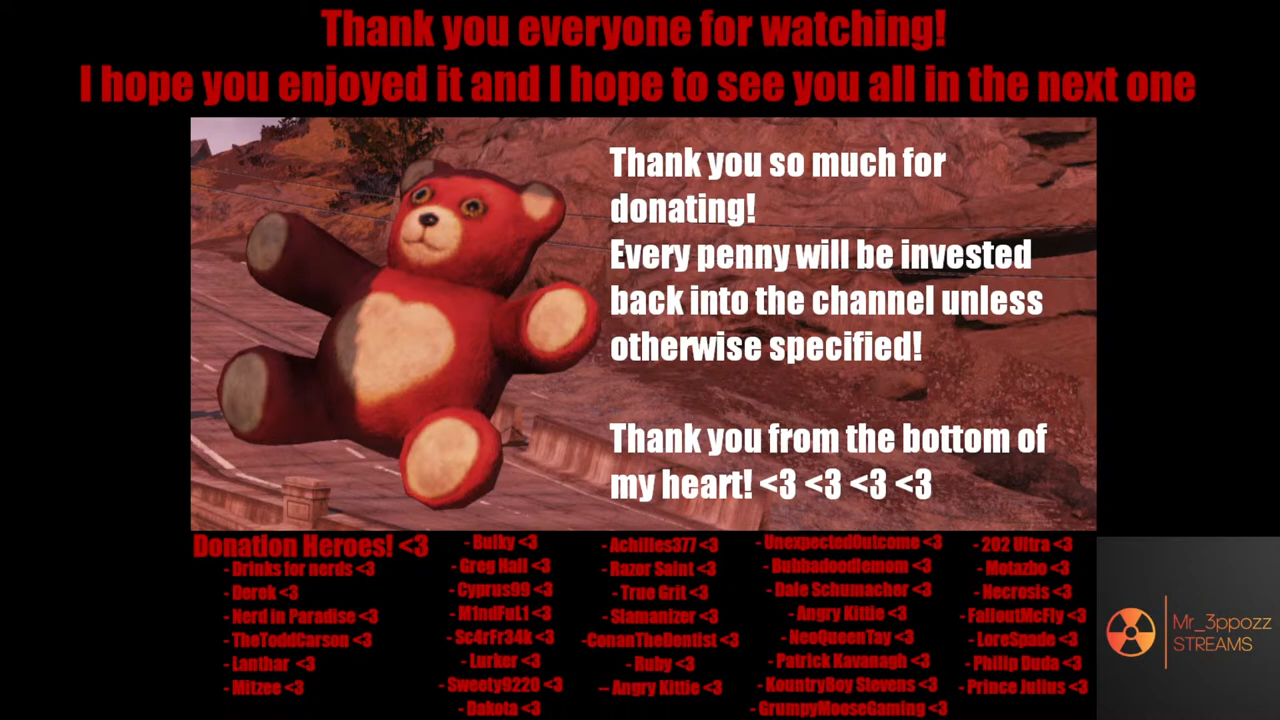 Thank you everyone for watching!
I hope you enjoyed it and I hope to see you all in the next one
Thank you so much for
donating!
Every penny will be invested
back into the channel unless
otherwise specified!
Thank you from the bottom of
my heart! <3 <3 <3 <3
Donation Heroes! <3
- Drinks for nerds <3
- Derek <3
- Nerd in Paradise <3
- TheToddCarson <3
- Lanthar <3
- Mitzee <3
- Bulky <3
- Greg Hall <3
- Cyprus99 <3
- M1ndFuL1 <3
- Sc4rFr34k <3
- Lurker <3
- Sweety9220 <3
- Dakota <3
- Achilles377 <3
- Razor Saint <3
- True Grit <3
- Slamanizer <3
-ConanTheDentist <3
- Ruby <3
-- Angry Kittie <3
- UnexpectedOutcome <3
- Bubbadoodlemom <3
- Dale Schumacher <3
- Angry Kittie <3
- NeoQueenTay <3
- Patrick Kavanagh <3
- KountryBoy Stevens <3
- GrumpyMooseGaming <3
- 202 Ultra <3
- Motazbo <3
- Necrosis <3
- FalloutMcFly <3
- LoreSpade <3
- Philip Duda <3
- Prince Julius <3
Mr_3ppozz
STREAMS